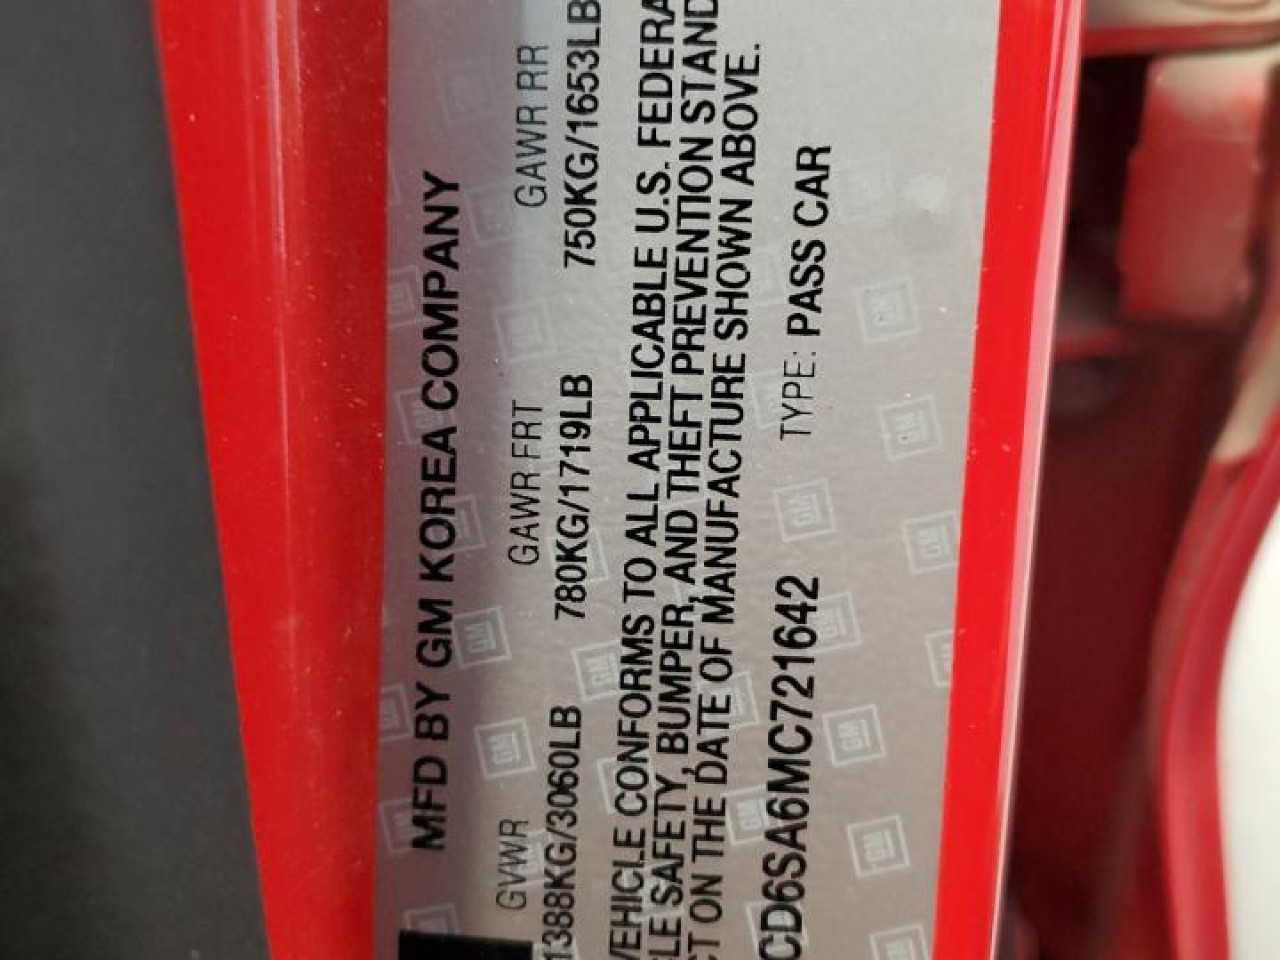 MFD BY GM KOREA COMPANY
GVWR GAWR FRT GAWR RR
1388KG/3060LB 780KG/1719LB 750KG/1653LB
VEHICLE CONFORMS TO ALL APPLICABLE U.S. FEDERA
LE SAFETY, BUMPER, AND THEFT PREVENTION STAND
CT ON THE DATE OF MANUFACTURE SHOWN ABOVE.
CD6SA6MC721642 TYPE: PASS CAR